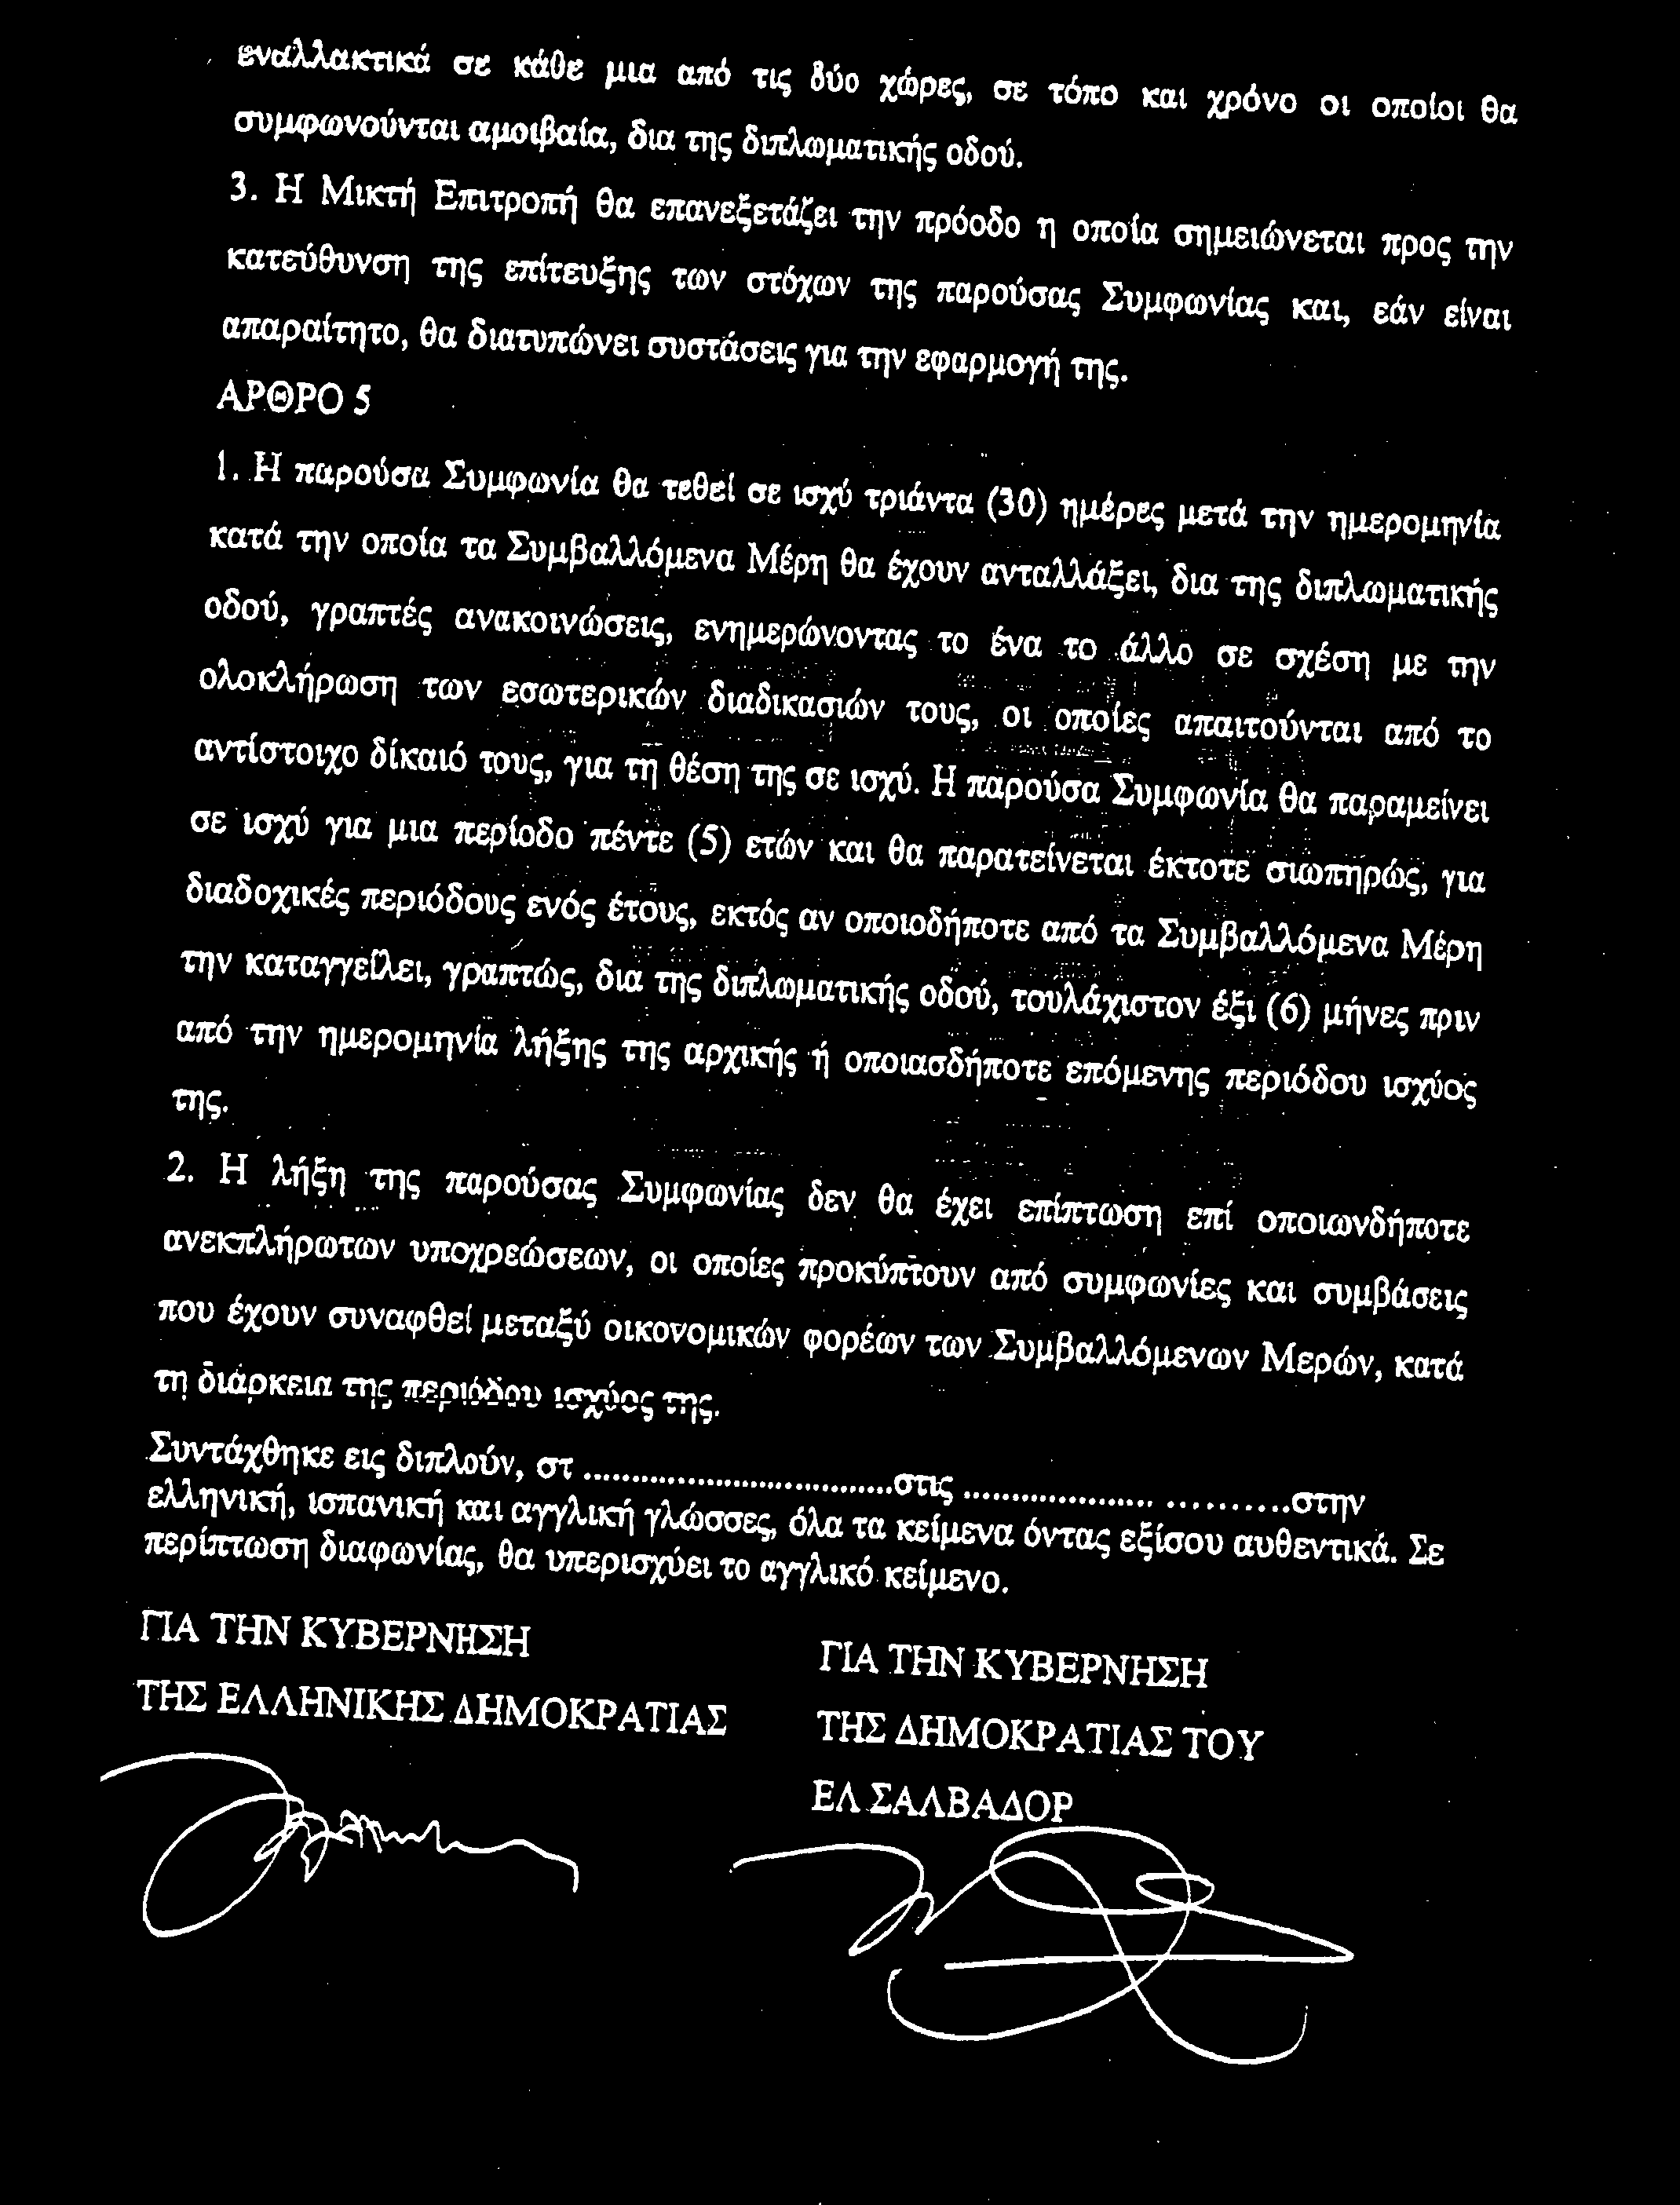 εναλλακτικά σε κάθε μια από τις δύο χώρες, σε τόπο και χρόνο οι οποίοι θα
συμφωνούνται αμοιβαία, δια της διπλωματικής οδού.
3. Η Μικτή Επιτροπή θα επανεξετάζει την πρόοδο η οποία σημειώνεται προς την
κατεύθυνση της επίτευξης των στόχων της παρούσας Συμφωνίας και, εάν είναι
απαραίτητο, θα διατυπώνει συστάσεις για την εφαρμογή της.
ΑΡΘΡΟ 5
1. Η παρούσα Συμφωνία θα τεθεί σε ισχύ τριάντα (30) ημέρες μετά την ημερομηνία
κατά την οποία τα Συμβαλλόμενα Μέρη θα έχουν ανταλλάξει, δια της διπλωματικής
οδού, γραπτές ανακοινώσεις, ενημερώνοντας το ένα το άλλο σε σχέση με την
ολοκλήρωση των εσωτερικών διαδικασιών τους, οι οποίες απαιτούνται από το
αντίστοιχο δίκαιό τους, για τη θέση της σε ισχύ. Η παρούσα Συμφωνία θα παραμείνει
σε ισχύ για μια περίοδο πέντε (5) ετών και θα παρατείνεται έκτοτε σιωπηρώς, για
διαδοχικές περιόδους ενός έτους, εκτός αν οποιοδήποτε από τα Συμβαλλόμενα Μέρη
την καταγγείλει, γραπτώς, δια της διπλωματικής οδού, τουλάχιστον έξι (6) μήνες πριν
από την ημερομηνία λήξης της αρχικής ή οποιασδήποτε επόμενης περιόδου ισχύος
της.
2. Η λήξη της παρούσας Συμφωνίας δεν θα έχει επίπτωση επί οποιωνδήποτε
ανεκπλήρωτων υποχρεώσεων, οι οποίες προκύπτουν από συμφωνίες και συμβάσεις
που έχουν συναφθεί μεταξύ οικονομικών φορέων των Συμβαλλόμενων Μερών, κατά
τη διάρκεια της περιόδου ισχύος της.
Συντάχθηκε εις διπλούν, στ ..................................στις ............................στην
ελληνική, ισπανική και αγγλική γλώσσες, όλα τα κείμενα όντας εξίσου αυθεντικά. Σε
περίπτωση διαφωνίας, θα υπερισχύει το αγγλικό κείμενο.
ΓΙΑ ΤΗΝ ΚΥΒΕΡΝΗΣΗ
ΤΗΣ ΕΛΛΗΝΙΚΗΣ ΔΗΜΟΚΡΑΤΙΑΣ
ΓΙΑ ΤΗΝ ΚΥΒΕΡΝΗΣΗ
ΤΗΣ ΔΗΜΟΚΡΑΤΙΑΣ ΤΟΥ
ΕΛ ΣΑΛΒΑΔΟΡ